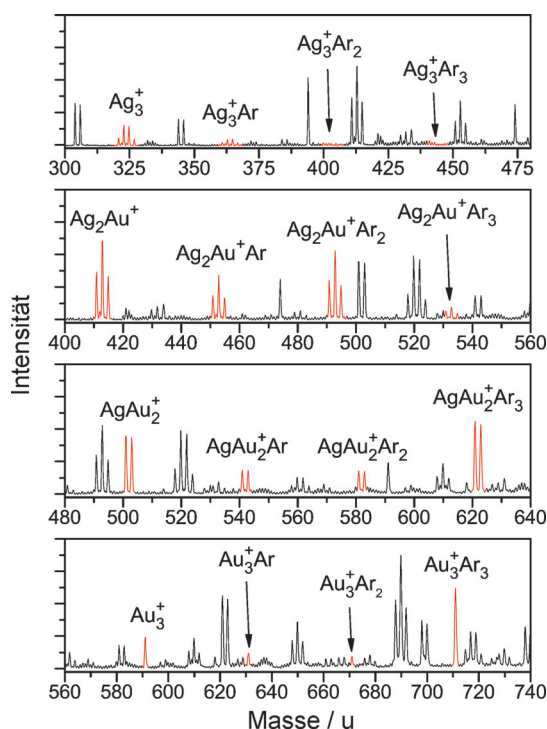 Intensität
Ag₃⁺
Ag₃⁺Ar
Ag₃⁺Ar₂
Ag₃⁺Ar₃
300 325 350 375 400 425 450 475
Ag₂Au⁺
Ag₂Au⁺Ar
Ag₂Au⁺Ar₂
Ag₂Au⁺Ar₃
400 420 440 460 480 500 520 540 560
AgAu₂⁺
AgAu₂⁺Ar
AgAu₂⁺Ar₂
AgAu₂⁺Ar₃
480 500 520 540 560 580 600 620 640
Au₃⁺
Au₃⁺Ar
Au₃⁺Ar₂
Au₃⁺Ar₃
560 580 600 620 640 660 680 700 720 740
Masse / u